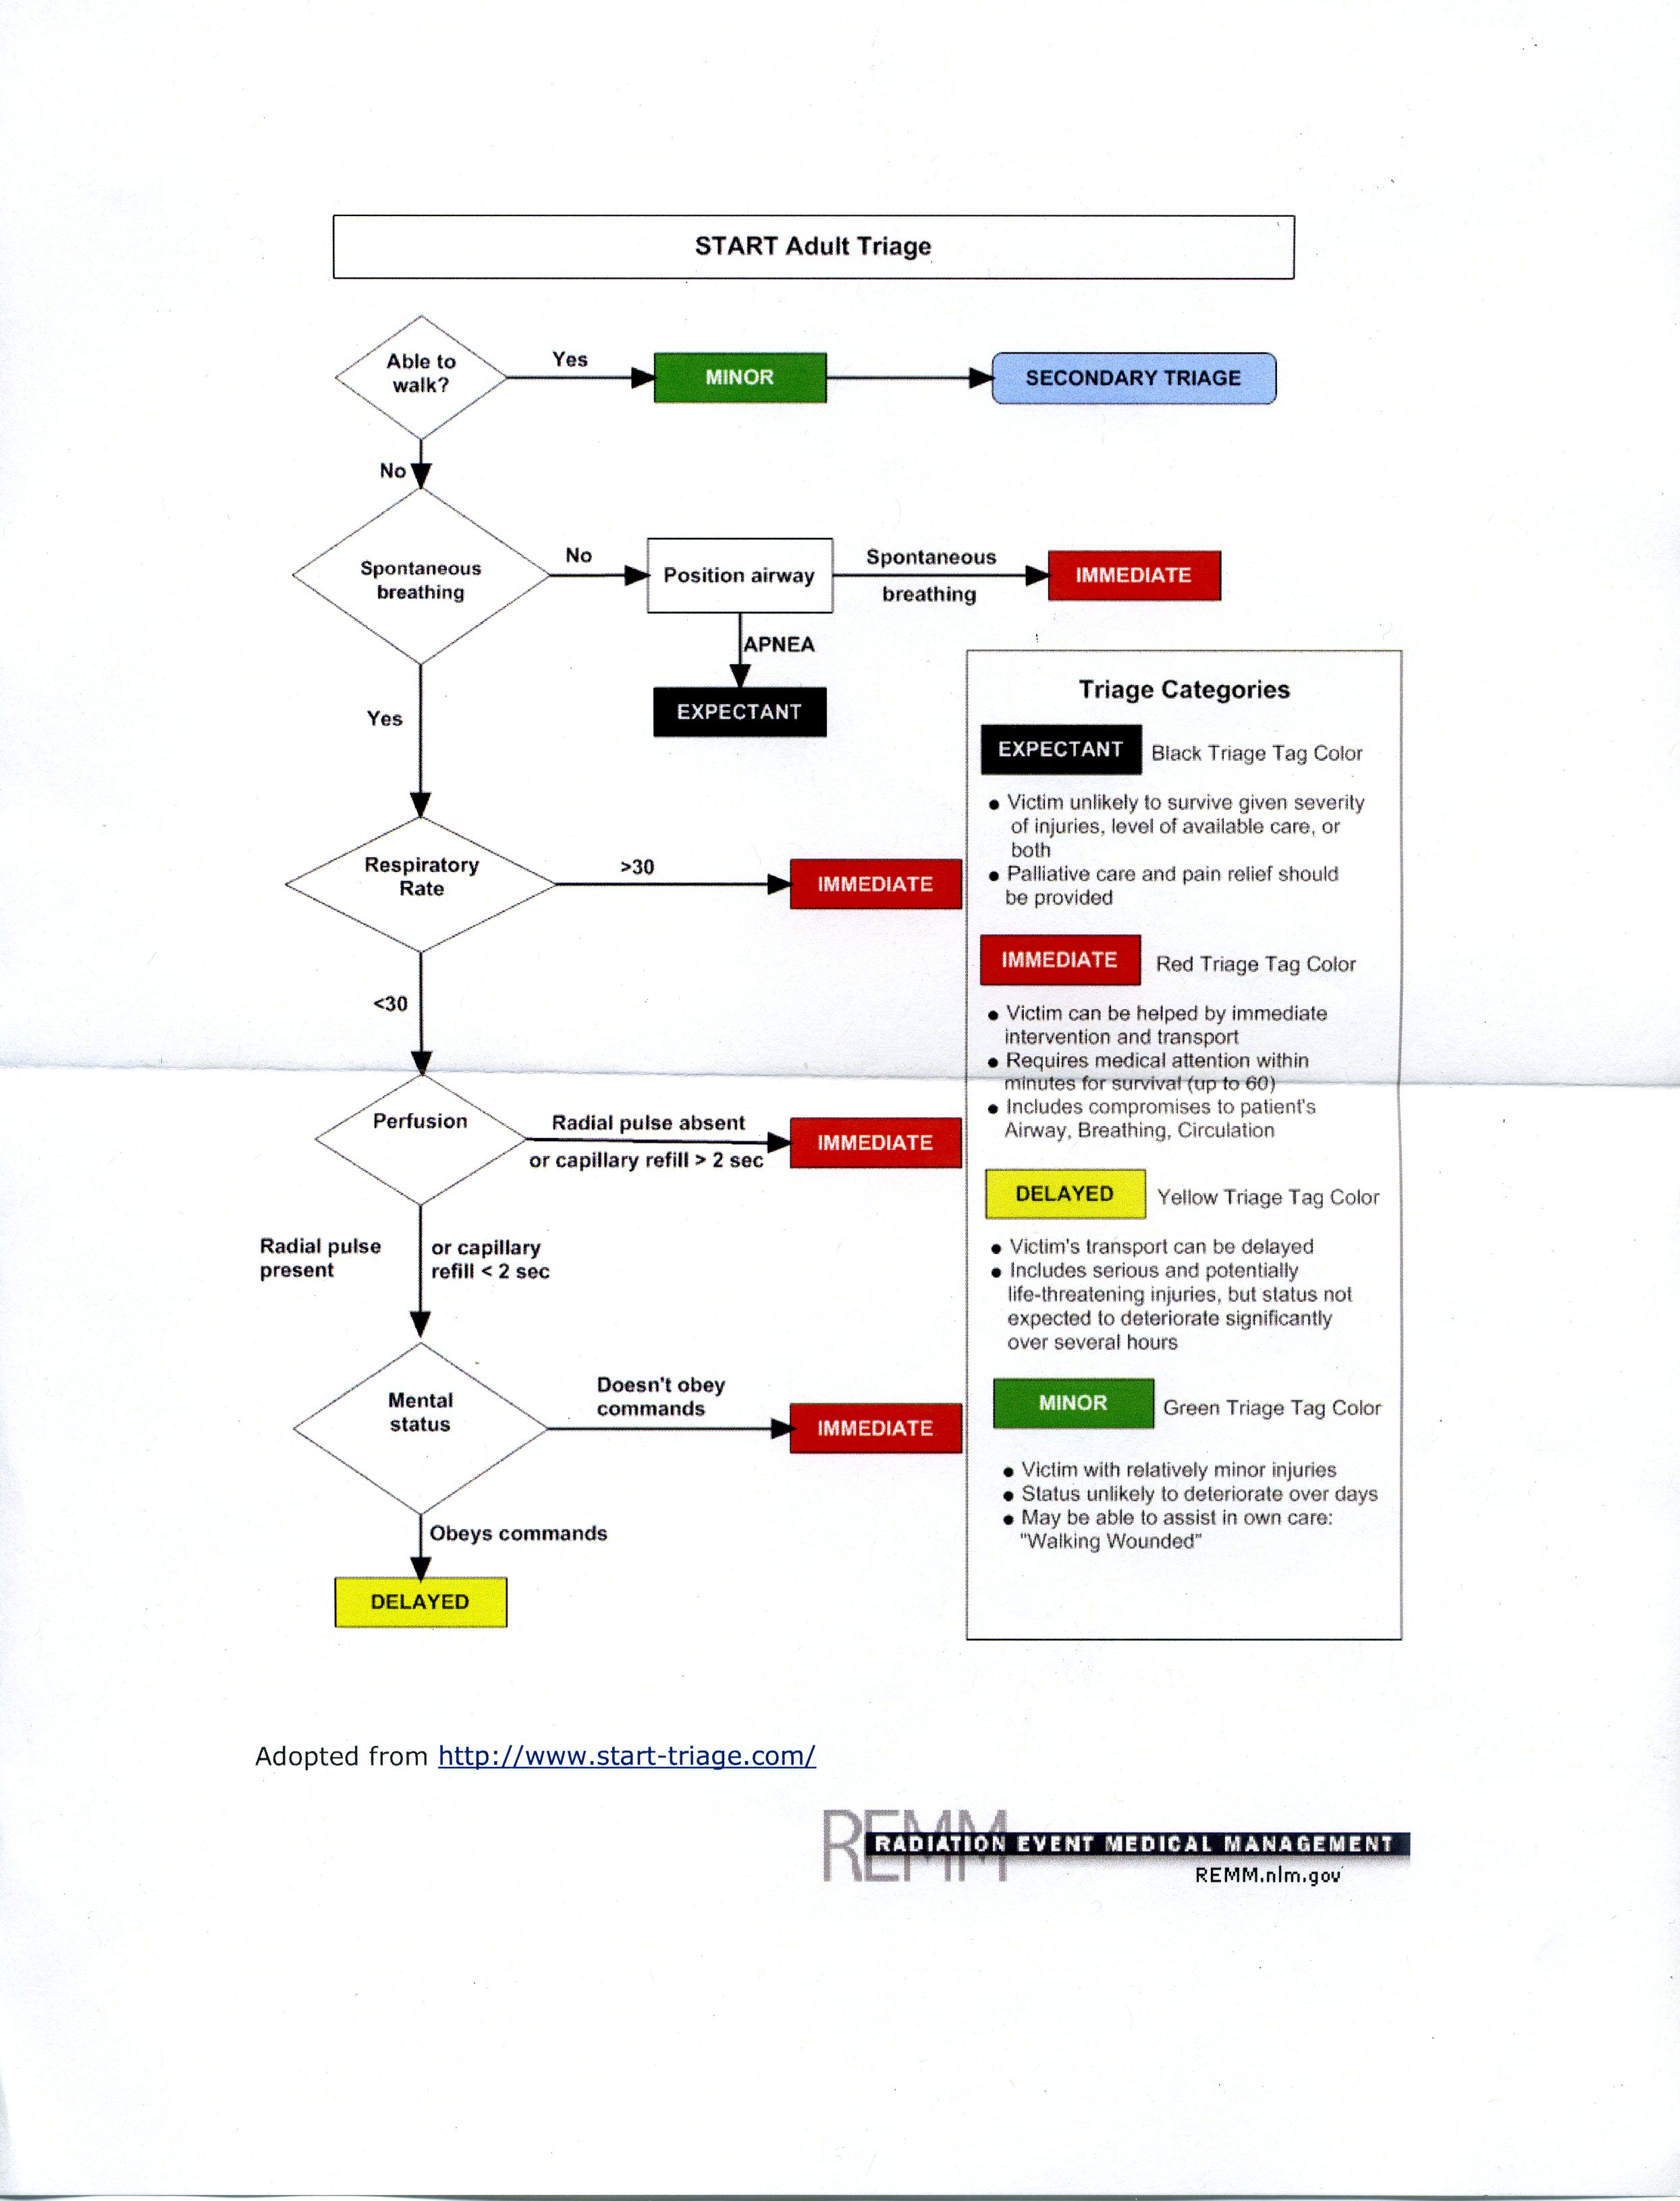 START Adult Triage
Able to
walk?
Yes
MINOR
SECONDARY TRIAGE
No
Spontaneous
breathing
No
Position airway
Spontaneous
breathing
IMMEDIATE
APNEA
EXPECTANT
Yes
Respiratory
Rate
>30
IMMEDIATE
<30
Perfusion
Radial pulse absent
or capillary refill > 2 sec
IMMEDIATE
Radial pulse
present
or capillary
refill < 2 sec
Mental
status
Doesn't obey
commands
IMMEDIATE
Obeys commands
DELAYED
Triage Categories
EXPECTANT Black Triage Tag Color
● Victim unlikely to survive given severity
of injuries, level of available care, or
both
● Palliative care and pain relief should
be provided
IMMEDIATE Red Triage Tag Color
● Victim can be helped by immediate
intervention and transport
● Requires medical attention within
minutes for survival (up to 60)
● Includes compromises to patient's
Airway, Breathing, Circulation
DELAYED Yellow Triage Tag Color
● Victim's transport can be delayed
● Includes serious and potentially
life-threatening injuries, but status not
expected to deteriorate significantly
over several hours
MINOR Green Triage Tag Color
● Victim with relatively minor injuries
● Status unlikely to deteriorate over days
● May be able to assist in own care:
"Walking Wounded"
Adopted from http://www.start-triage.com/
REMM
RADIATION EVENT MEDICAL MANAGEMENT
REMM.nlm.gov